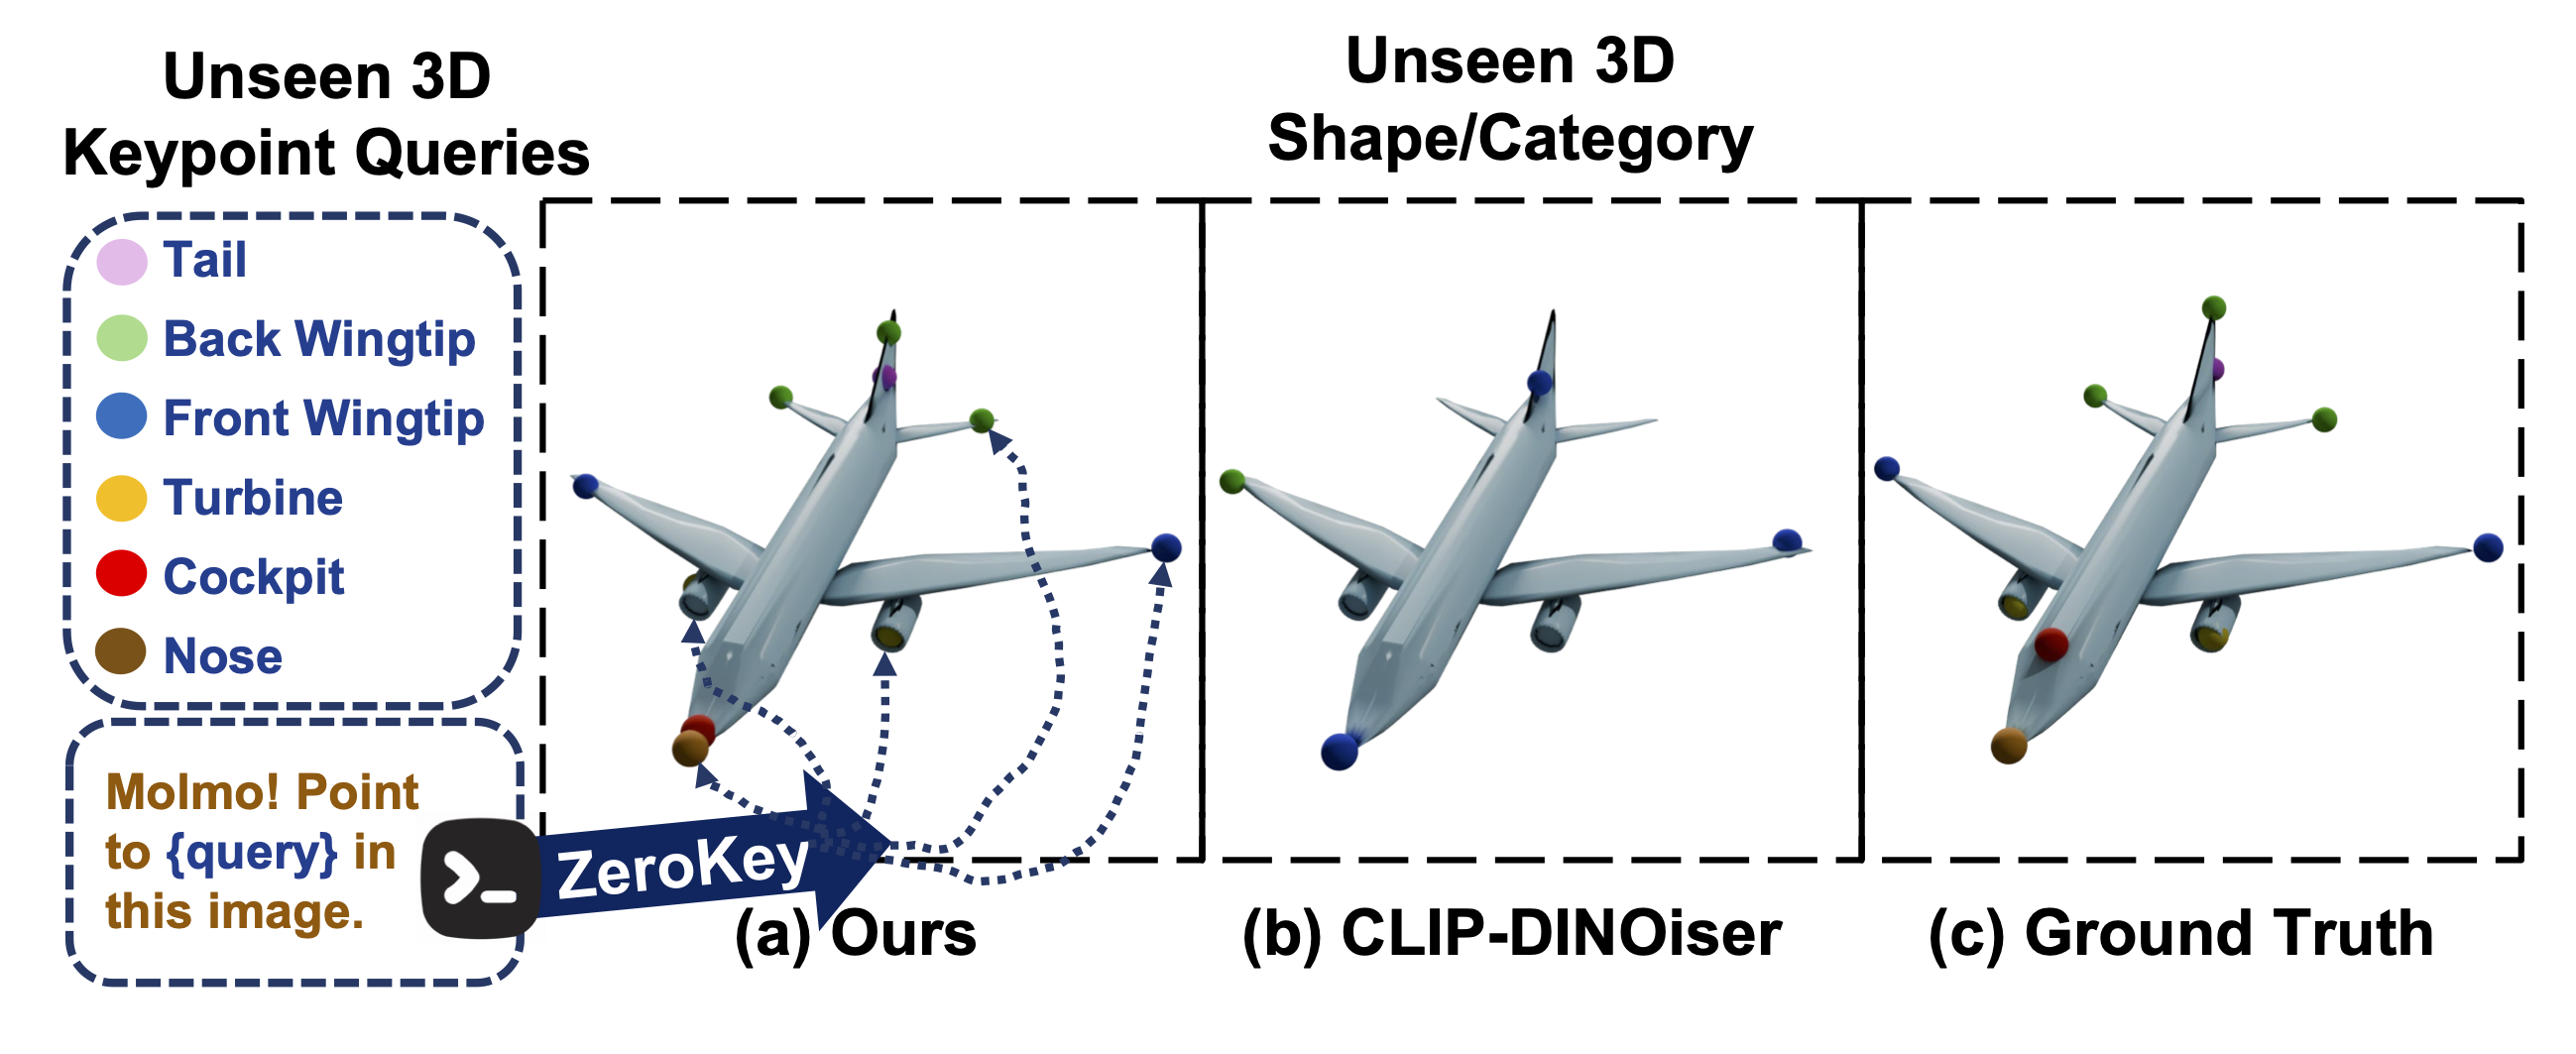 Unseen 3D
Keypoint Queries
Unseen 3D
Shape/Category
Tail
Back Wingtip
Front Wingtip
Turbine
Cockpit
Nose
Molmo! Point
to {query} in
this image.
ZeroKey
(a) Ours
(b) CLIP-DINOiser
(c) Ground Truth